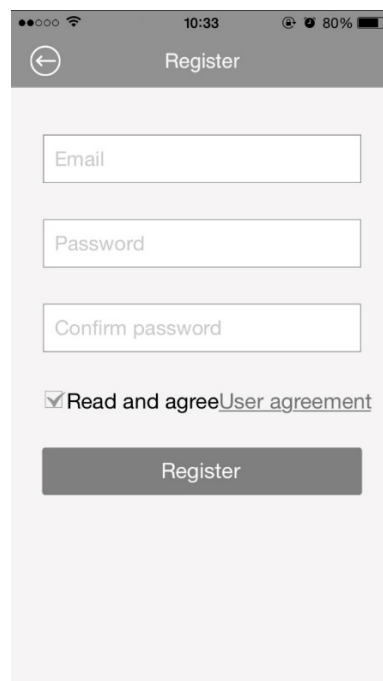 10:33 80%
Register
Email
Password
Confirm password
Read and agreeUser agreement
Register